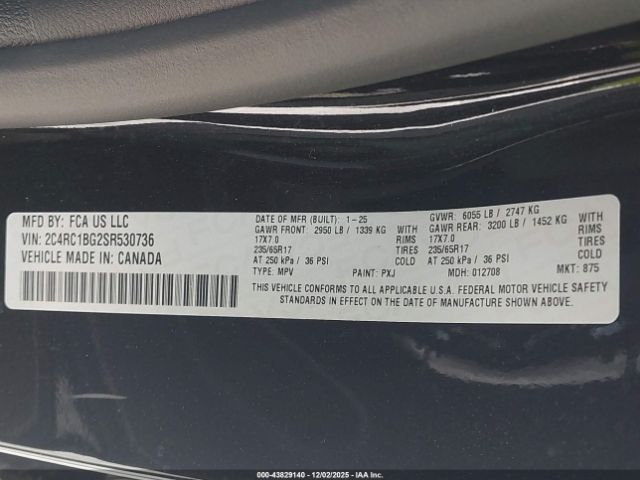 MFD BY: FCA US LLC
VIN: 2C4RC1BG2SR530736
VEHICLE MADE IN: CANADA
DATE OF MFR (BUILT): 1-25
GAWR FRONT: 2950 LB / 1339 KG WITH
17X7.0 RIMS
235/65R17 TIRES
AT 250 kPa / 36 PSI COLD
TYPE: MPV PAINT: PXJ
GVWR: 6055 LB / 2747 KG
GAWR REAR: 3200 LB / 1452 KG WITH
17X7.0 RIMS
235/65R17 TIRES
AT 250 kPa / 36 PSI COLD
MDH: 012708 MKT: 875
THIS VEHICLE CONFORMS TO ALL APPLICABLE U.S.A. FEDERAL MOTOR VEHICLE SAFETY
STANDARDS IN EFFECT ON THE DATE OF MANUFACTURE SHOWN ABOVE.
000-43829140 - 12/02/2025 - IAA Inc.